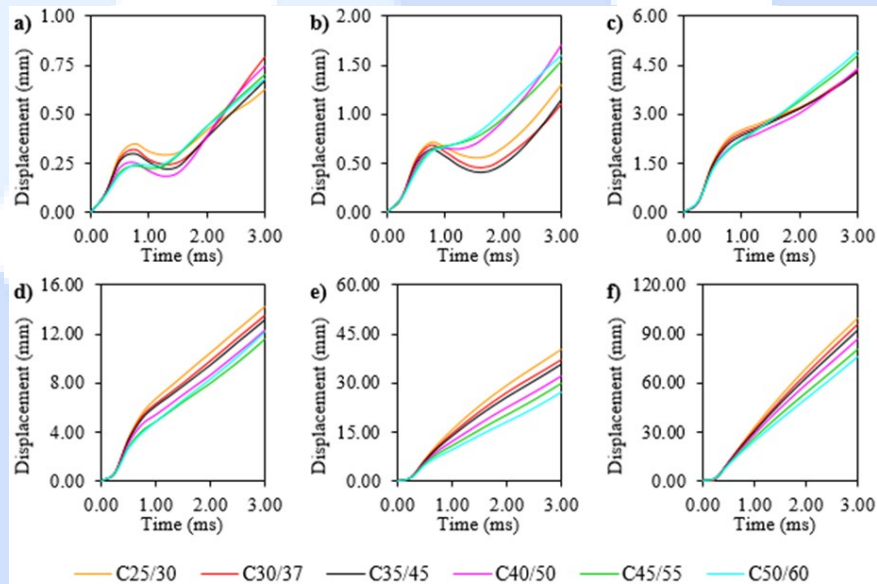 a) 1.00 b) 2.00 c) 6.00
Displacement (mm) 0.75 Displacement (mm) 1.50 Displacement (mm) 4.50
0.50 1.00 3.00
0.25 0.50 1.50
0.00 0.00 0.00
0.00 1.00 2.00 3.00 0.00 1.00 2.00 3.00 0.00 1.00 2.00 3.00
Time (ms) Time (ms) Time (ms)
d) 16.00 e) 60.00 f) 120.00
Displacement (mm) 12.00 Displacement (mm) 45.00 Displacement (mm) 90.00
8.00 30.00 60.00
4.00 15.00 30.00
0.00 0.00 0.00
0.00 1.00 2.00 3.00 0.00 1.00 2.00 3.00 0.00 1.00 2.00 3.00
Time (ms) Time (ms) Time (ms)
C25/30 C30/37 C35/45 C40/50 C45/55 C50/60